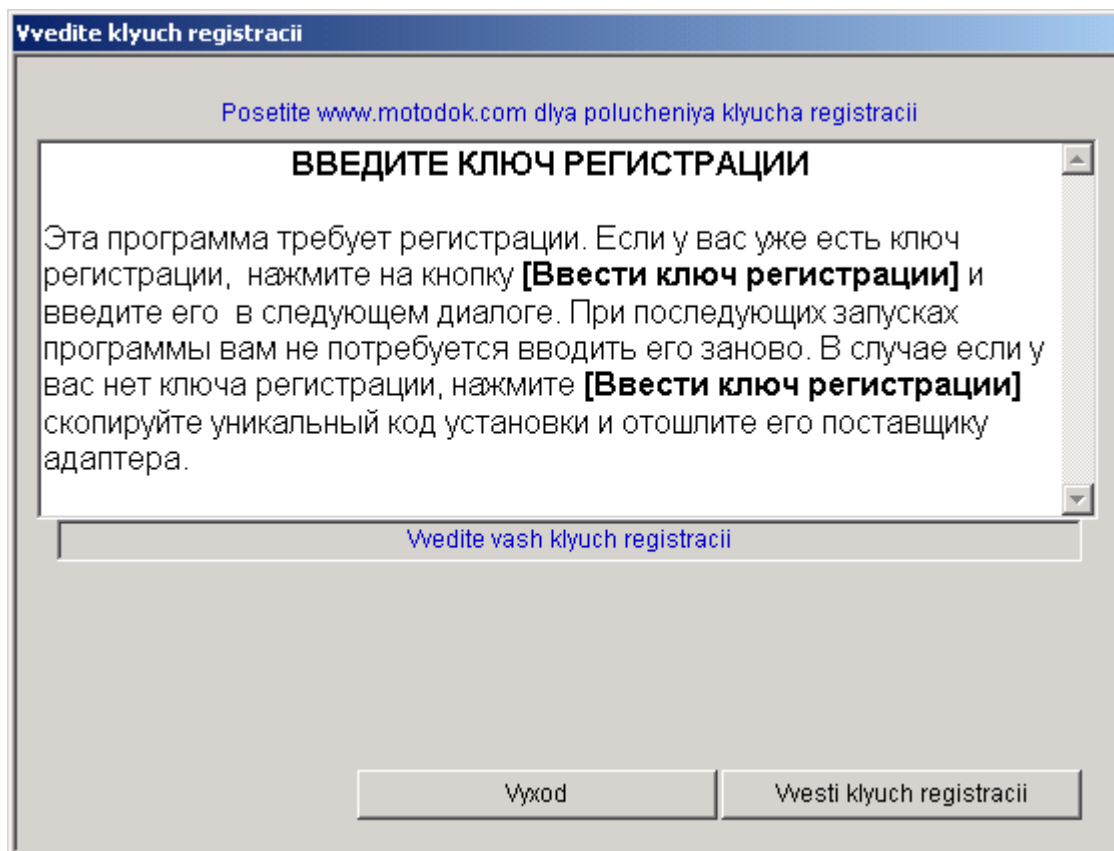 Vvedite klyuch registracii
Posetite www.motodok.com dlya polucheniya klyucha registracii
ВВЕДИТЕ КЛЮЧ РЕГИСТРАЦИИ
Эта программа требует регистрации. Если у вас уже есть ключ
регистрации, нажмите на кнопку [Ввести ключ регистрации] и
введите его в следующем диалоге. При последующих запусках
программы вам не потребуется вводить его заново. В случае если у
вас нет ключа регистрации, нажмите [Ввести ключ регистрации]
скопируйте уникальный код установки и отошлите его поставщику
адаптера.
Vvedite vash klyuch registracii
Vyxod
Vvesti klyuch registracii